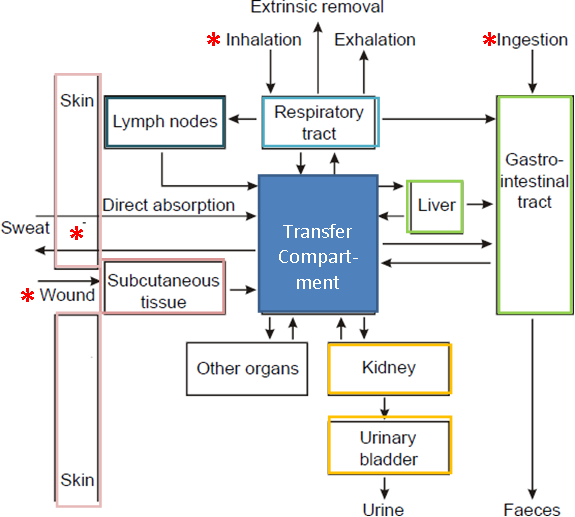 Extrinsic removal
* Inhalation
Exhalation
*Ingestion
Skin
Lymph nodes
Respiratory
tract
Gastro-
intestinal
tract
Direct absorption
Liver
Sweat
*
Transfer
Compart-
ment
* Wound
Subcutaneous
tissue
Other organs
Kidney
Urinary
bladder
Skin
Urine
Faeces